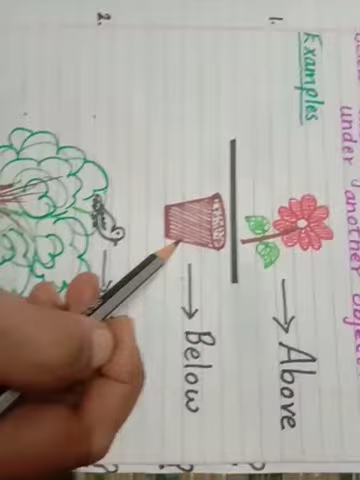 under another object
Examples
1.
→ Above
→ Below
2.